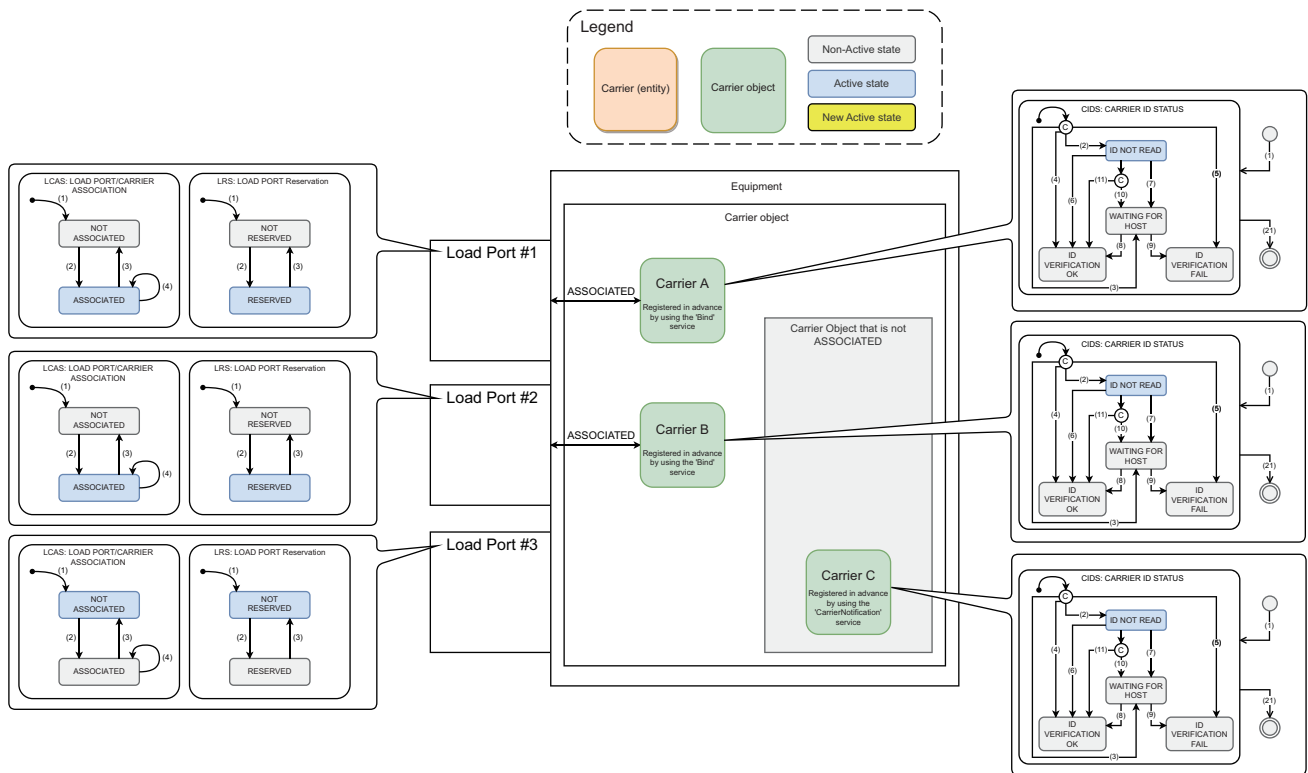 Legend
Carrier (entity)
Carrier object
Non-Active state
Active state
New Active state
LCAS: LOAD PORT/CARRIER
ASSOCIATION
(1)
NOT
ASSOCIATED
(2)
(3)
(4)
ASSOCIATED
LRS: LOAD PORT Reservation
(1)
NOT
RESERVED
(2)
(3)
RESERVED
LCAS: LOAD PORT/CARRIER
ASSOCIATION
(1)
NOT
ASSOCIATED
(2)
(3)
(4)
ASSOCIATED
LRS: LOAD PORT Reservation
(1)
NOT
RESERVED
(2)
(3)
RESERVED
LCAS: LOAD PORT/CARRIER
ASSOCIATION
(1)
NOT
ASSOCIATED
(2)
(3)
(4)
ASSOCIATED
LRS: LOAD PORT Reservation
(1)
NOT
RESERVED
(2)
(3)
RESERVED
Load Port #1
Load Port #2
Load Port #3
Equipment
Carrier object
ASSOCIATED
Carrier A
Registered in advance
by using the 'Bind'
service
ASSOCIATED
Carrier B
Registered in advance
by using the 'Bind'
service
Carrier Object that is not
ASSOCIATED
Carrier C
Registered in advance
by using the
'CarrierNotification'
service
CIDS: CARRIER ID STATUS
C
(2)
ID NOT READ
(4)
(6)
(11)
C
(10)
(7)
(5)
WAITING FOR
HOST
(8)
(9)
ID
VERIFICATION
OK
ID
VERIFICATION
FAIL
(3)
(1)
(21)
CIDS: CARRIER ID STATUS
C
(2)
ID NOT READ
(4)
(6)
(11)
C
(10)
(7)
(5)
WAITING FOR
HOST
(8)
(9)
ID
VERIFICATION
OK
ID
VERIFICATION
FAIL
(3)
(1)
(21)
CIDS: CARRIER ID STATUS
C
(2)
ID NOT READ
(4)
(6)
(11)
C
(10)
(7)
(5)
WAITING FOR
HOST
(8)
(9)
ID
VERIFICATION
OK
ID
VERIFICATION
FAIL
(3)
(1)
(21)